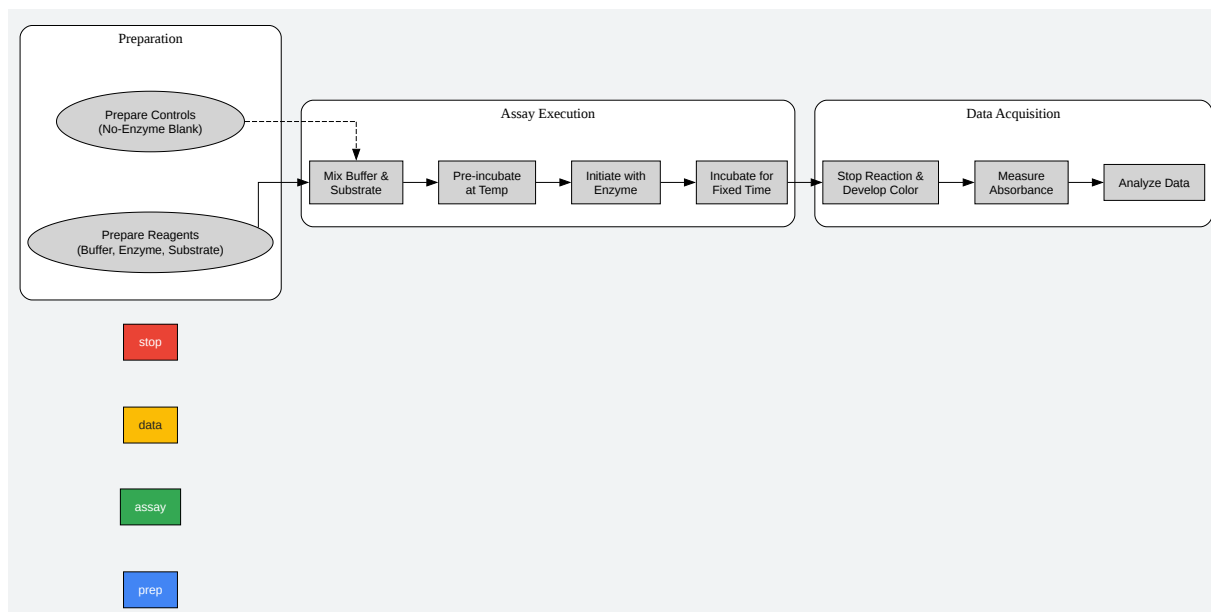 Preparation
Prepare Controls
(No-Enzyme Blank)
Prepare Reagents
(Buffer, Enzyme, Substrate)
Assay Execution
Mix Buffer &
Substrate
Pre-incubate
at Temp
Initiate with
Enzyme
Incubate for
Fixed Time
Data Acquisition
Stop Reaction &
Develop Color
Measure
Absorbance
Analyze Data
stop
data
assay
prep